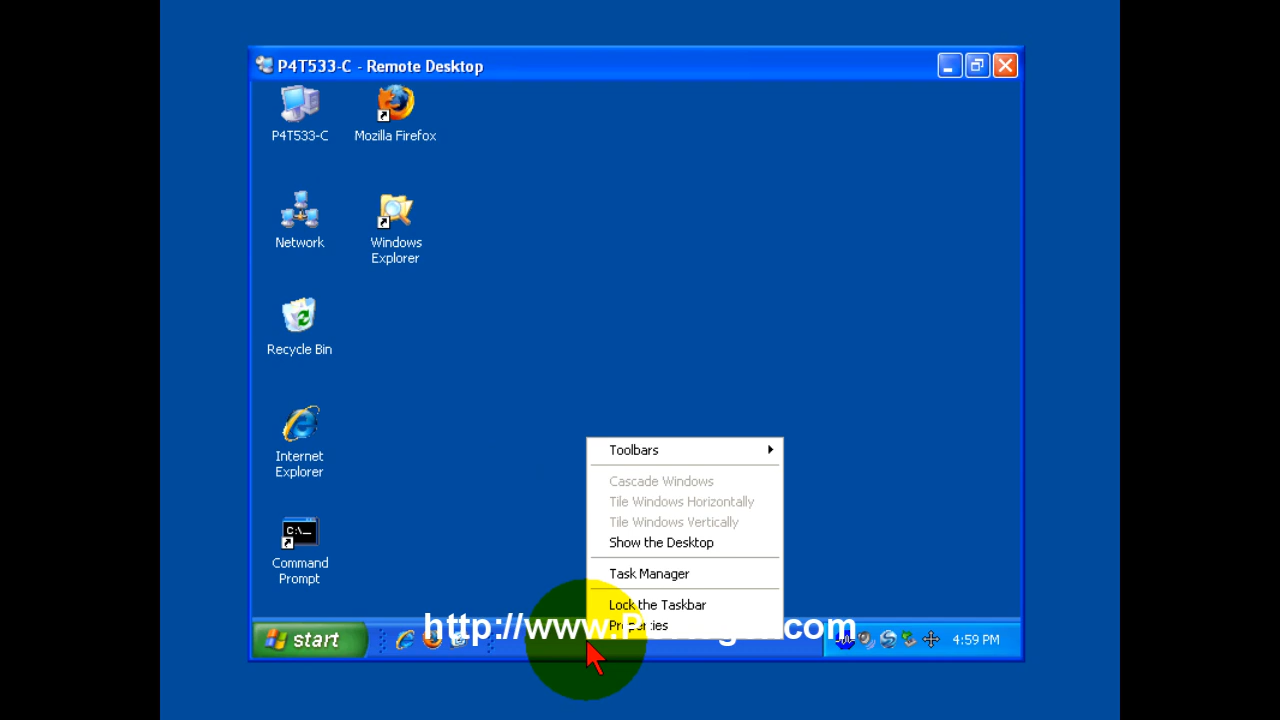 P4T533-C - Remote Desktop
P4T533-C
Mozilla Firefox
Network
Windows
Explorer
Recycle Bin
Internet
Explorer
C:\_
Command
Prompt
Toolbars
Cascade Windows
Tile Windows Horizontally
Tile Windows Vertically
Show the Desktop
Task Manager
Lock the Taskbar
Properties
start
4:59 PM